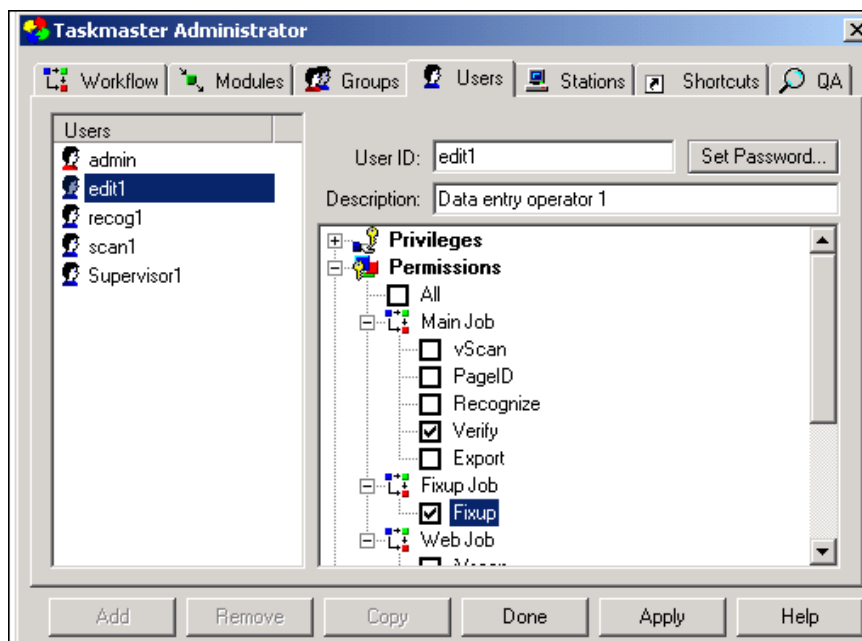 Taskmaster Administrator
Workflow Modules Groups Users Stations Shortcuts QA
Users
admin
edit1
recog1
scan1
Supervisor1
User ID: edit1 Set Password...
Description: Data entry operator 1
Privileges
Permissions
All
Main Job
vScan
PageID
Recognize
Verify
Export
Fixup Job
Fixup
Web Job
Add Remove Copy Done Apply Help